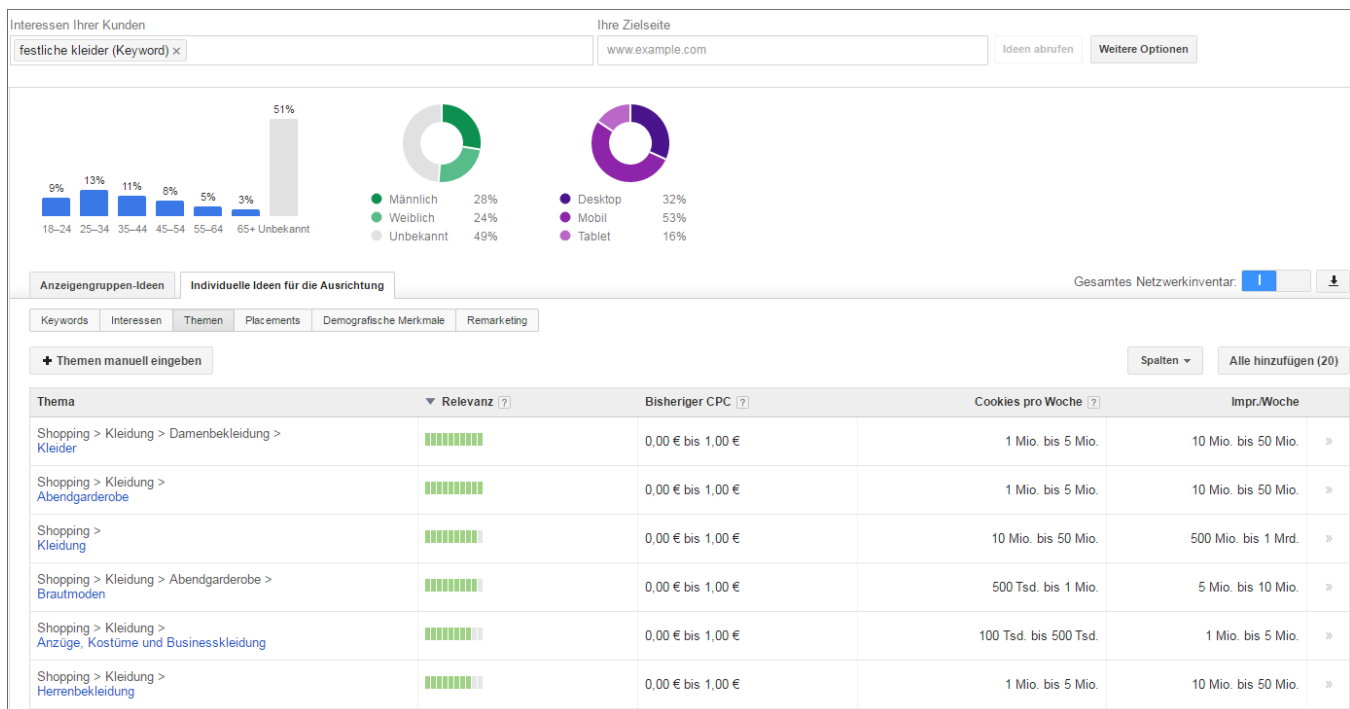 Interessen Ihrer Kunden
Ihre Zielseite
festliche kleider (Keyword) ×
www.example.com
Ideen abrufen
Weitere Optionen
9% 13% 11% 8% 5% 3% 51%
18–24 25–34 35–44 45–54 55–64 65+ Unbekannt
Männlich 28%
Weiblich 24%
Unbekannt 49%
Desktop 32%
Mobil 53%
Tablet 16%
Anzeigengruppen-Ideen
Individuelle Ideen für die Ausrichtung
Gesamtes Netzwerkinventar:
Keywords Interessen Themen Placements Demografische Merkmale Remarketing
+ Themen manuell eingeben
Spalten
Alle hinzufügen (20)
Thema Relevanz ? Bisheriger CPC ? Cookies pro Woche ? Impr./Woche
Shopping > Kleidung > Damenbekleidung >
Kleider 0,00 € bis 1,00 € 1 Mio. bis 5 Mio. 10 Mio. bis 50 Mio. »
Shopping > Kleidung >
Abendgarderobe 0,00 € bis 1,00 € 1 Mio. bis 5 Mio. 10 Mio. bis 50 Mio. »
Shopping >
Kleidung 0,00 € bis 1,00 € 10 Mio. bis 50 Mio. 500 Mio. bis 1 Mrd. »
Shopping > Kleidung > Abendgarderobe >
Brautmoden 0,00 € bis 1,00 € 500 Tsd. bis 1 Mio. 5 Mio. bis 10 Mio. »
Shopping > Kleidung >
Anzüge, Kostüme und Businesskleidung 0,00 € bis 1,00 € 100 Tsd. bis 500 Tsd. 1 Mio. bis 5 Mio. »
Shopping > Kleidung >
Herrenbekleidung 0,00 € bis 1,00 € 1 Mio. bis 5 Mio. 10 Mio. bis 50 Mio. »